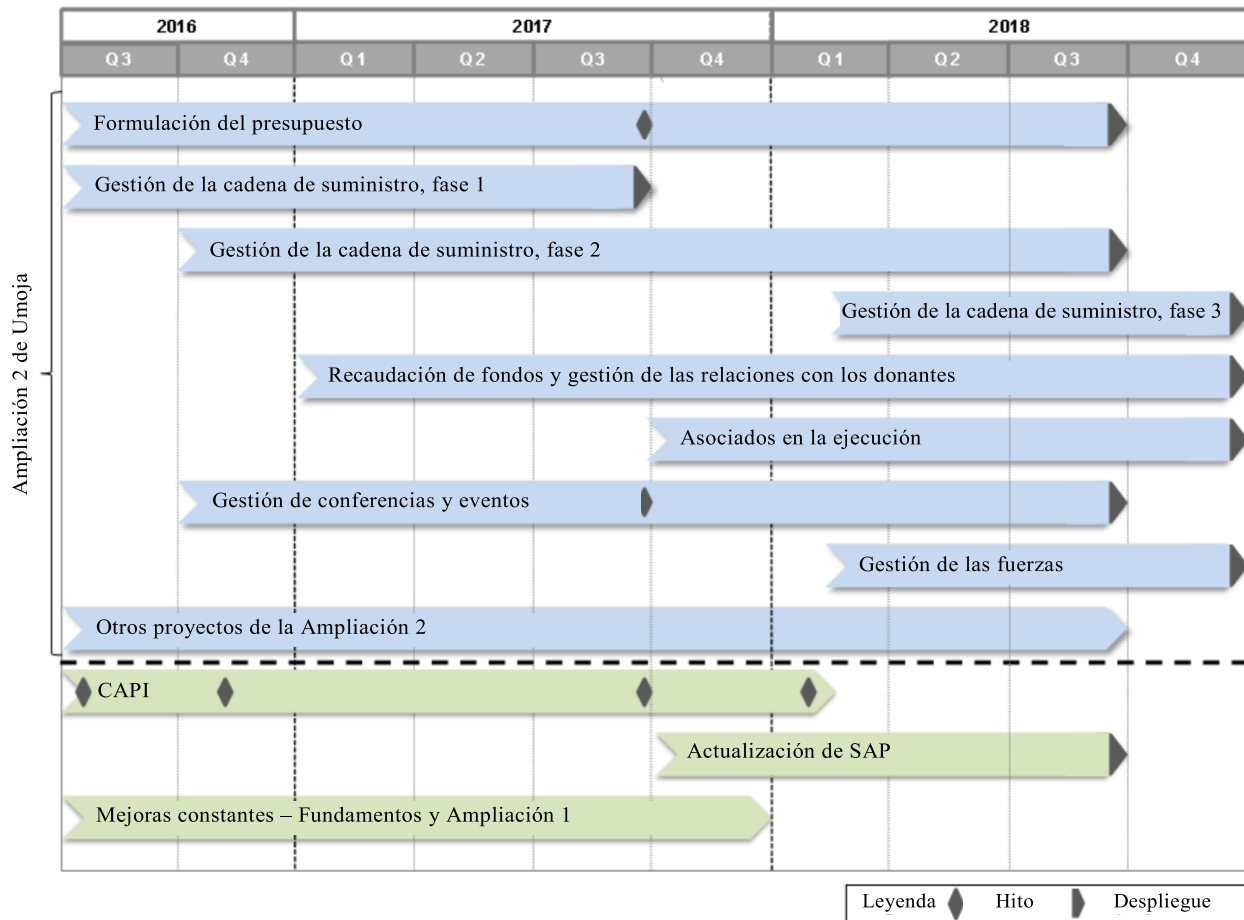 2016 2017 2018
Q3 Q4 Q1 Q2 Q3 Q4 Q1 Q2 Q3 Q4
Ampliación 2 de Umoja
Formulación del presupuesto
Gestión de la cadena de suministro, fase 1
Gestión de la cadena de suministro, fase 2
Gestión de la cadena de suministro, fase 3
Recaudación de fondos y gestión de las relaciones con los donantes
Asociados en la ejecución
Gestión de conferencias y eventos
Gestión de las fuerzas
Otros proyectos de la Ampliación 2
CAPI
Actualización de SAP
Mejoras constantes – Fundamentos y Ampliación 1
Leyenda Hito Despliegue